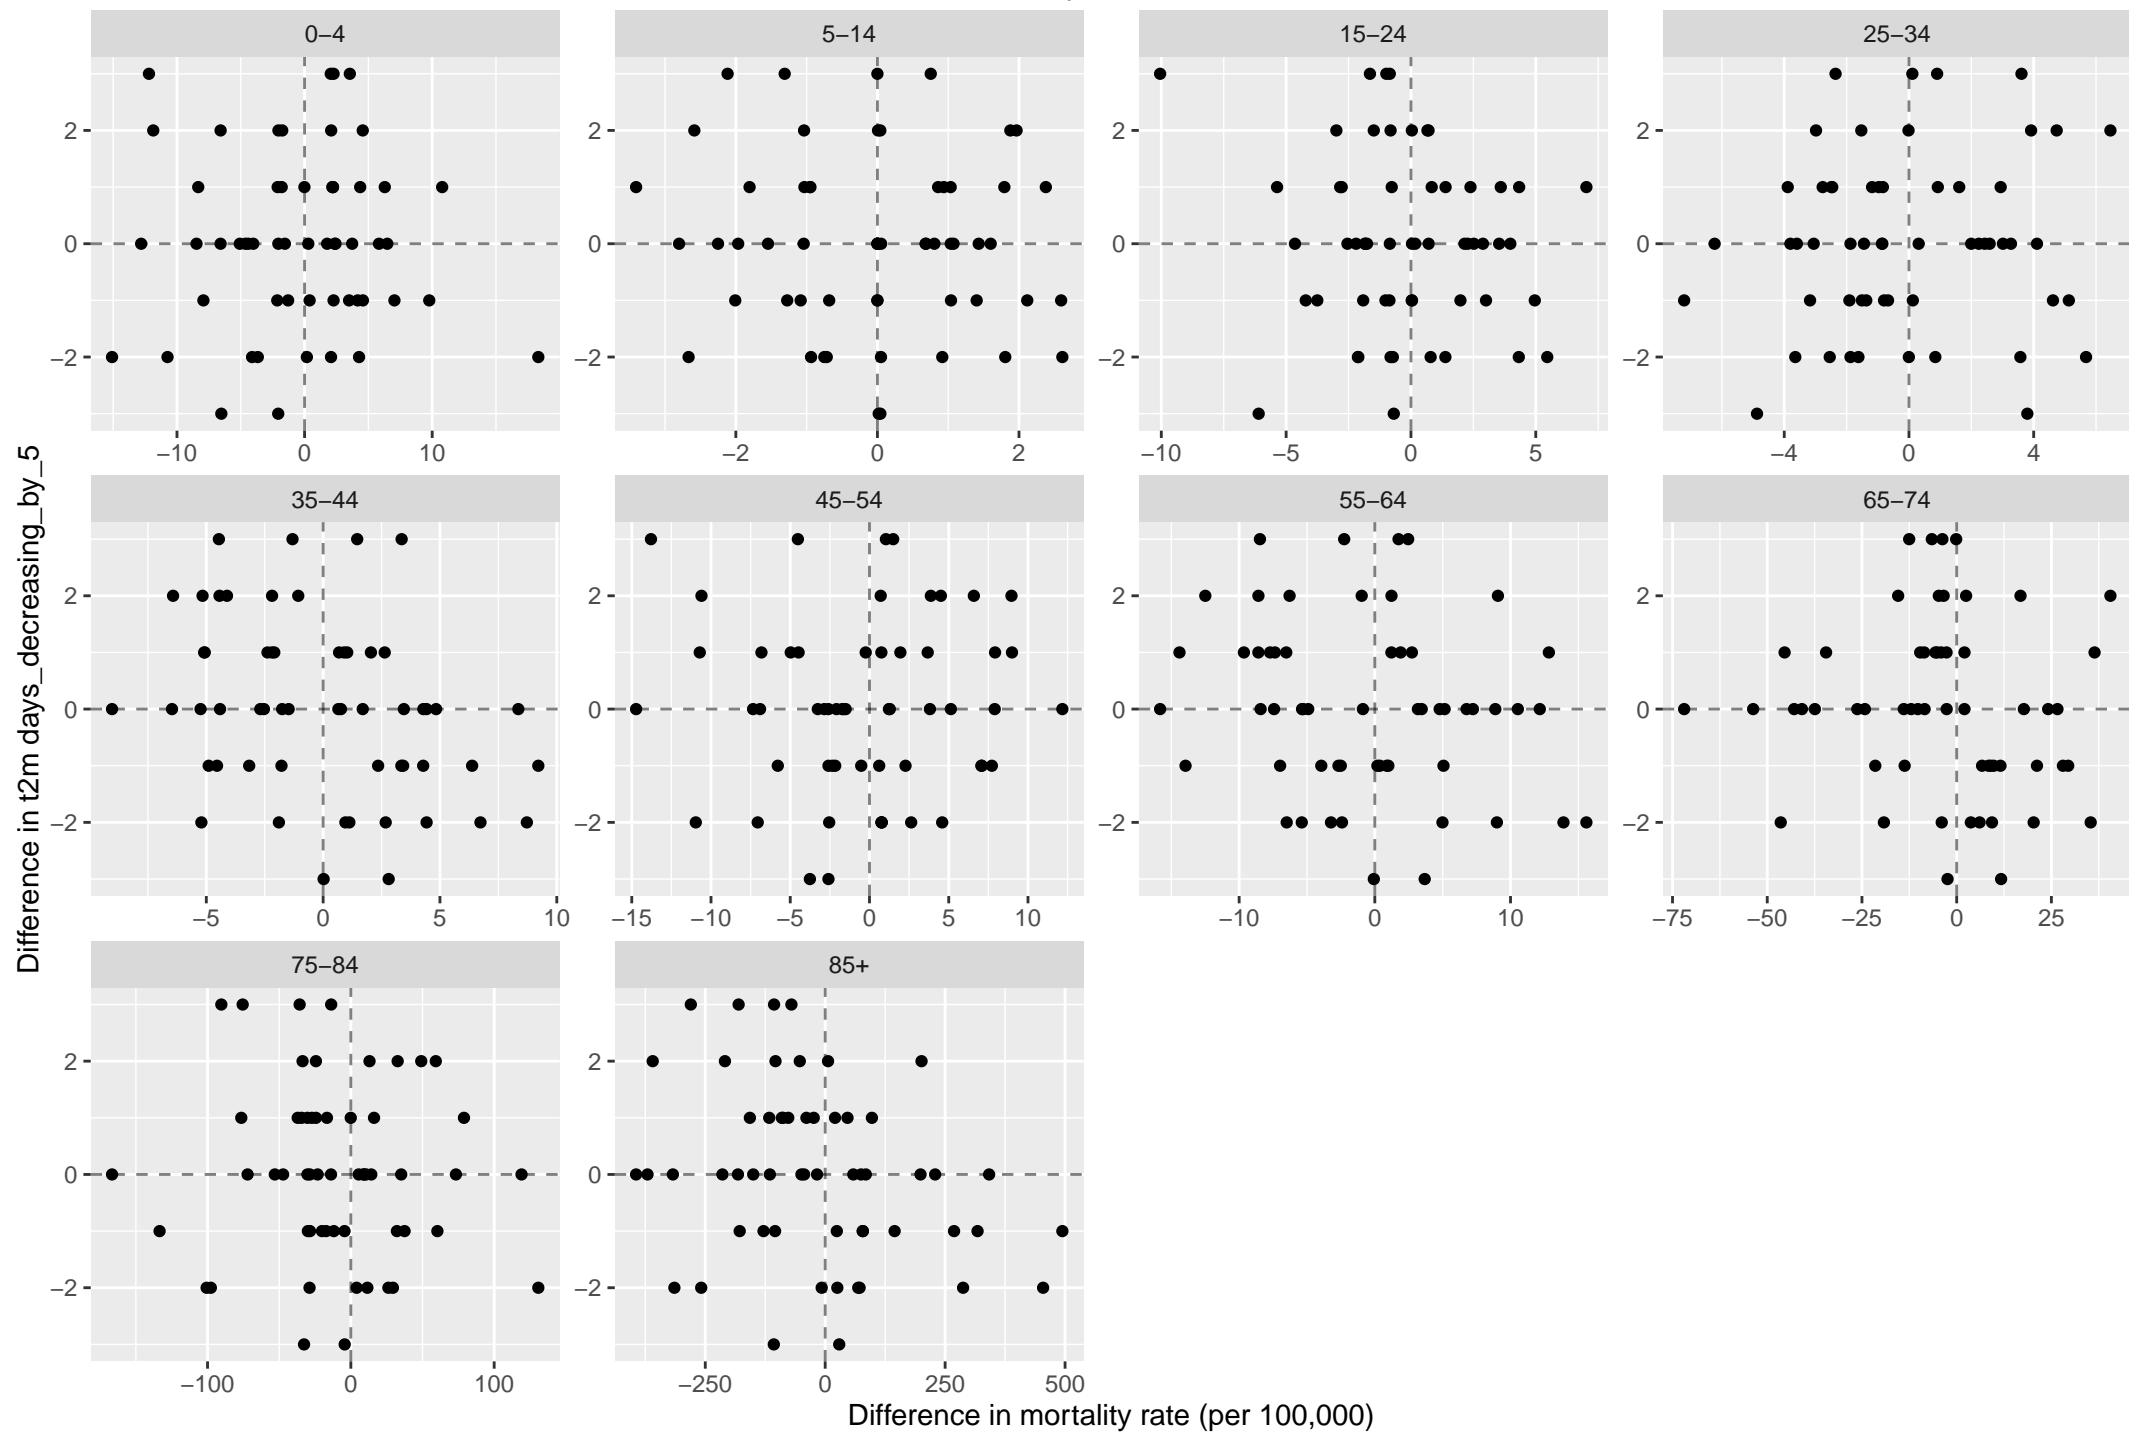 0–4 5–14 15–24 25–34
2 2 2 2
0 0 0 0
−2 −2 −2 −2
−10 0 10 −2 0 2 −10 −5 0 5 −4 0 4
35–44 45–54 55–64 65–74
2 2 2 2
0 0 0 0
−2 −2 −2 −2
−5 0 5 10 −15 −10 −5 0 5 10 −10 0 10 −75 −50 −25 0 25
75–84 85+
2 2
0 0
−2 −2
−100 0 100 −250 0 250 500
Difference in t2m days_decreasing_by_5
Difference in mortality rate (per 100,000)